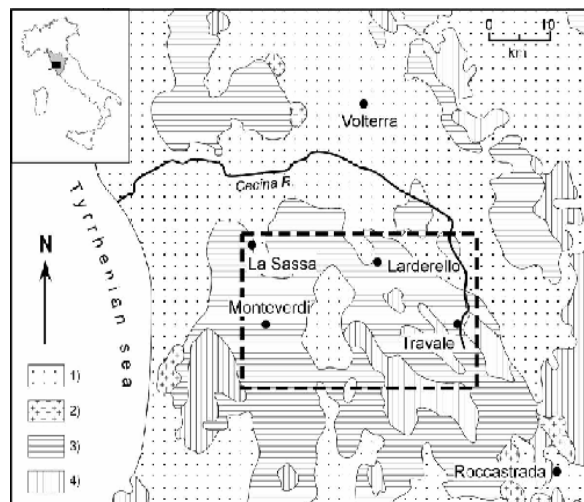 0 10
km
Volterra
Cecina R.
Tyrrhenian sea
N
La Sassa
Larderello
Monteverdi
Travale
1)
2)
3)
4)
Roccastrada